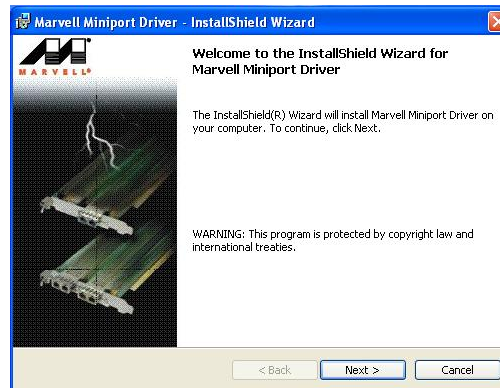 Marvell Miniport Driver - InstallShield Wizard
MARVELL®
Welcome to the InstallShield Wizard for
Marvell Miniport Driver
The InstallShield(R) Wizard will install Marvell Miniport Driver on
your computer. To continue, click Next.
WARNING: This program is protected by copyright law and
international treaties.
< Back
Next >
Cancel